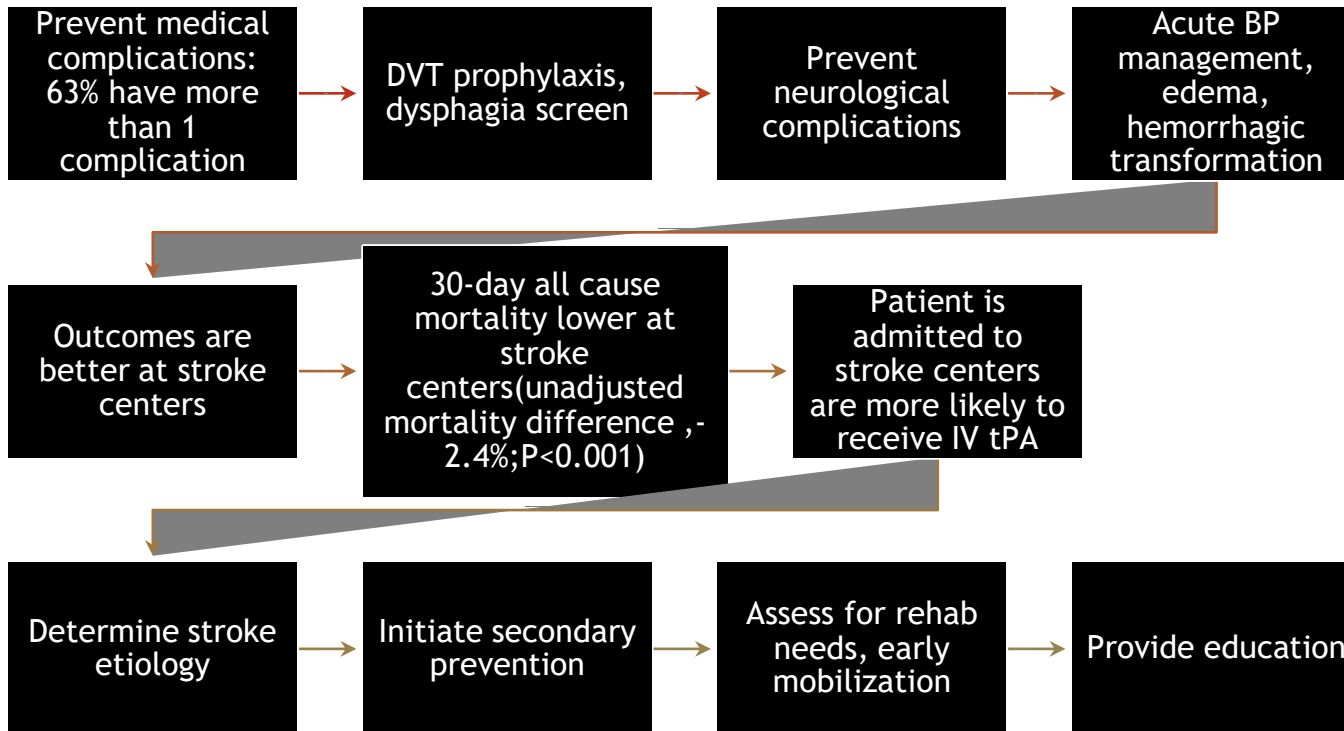 Prevent medical
complications:
63% have more
than 1
complication
DVT prophylaxis,
dysphagia screen
Prevent
neurological
complications
Acute BP
management,
edema,
hemorrhagic
transformation
Outcomes are
better at stroke
centers
30-day all cause
mortality lower at
stroke
centers(unadjusted
mortality difference ,-
2.4%;P<0.001)
Patient is
admitted to
stroke centers
are more likely to
receive IV tPA
Determine stroke
etiology
Initiate secondary
prevention
Assess for rehab
needs, early
mobilization
Provide education